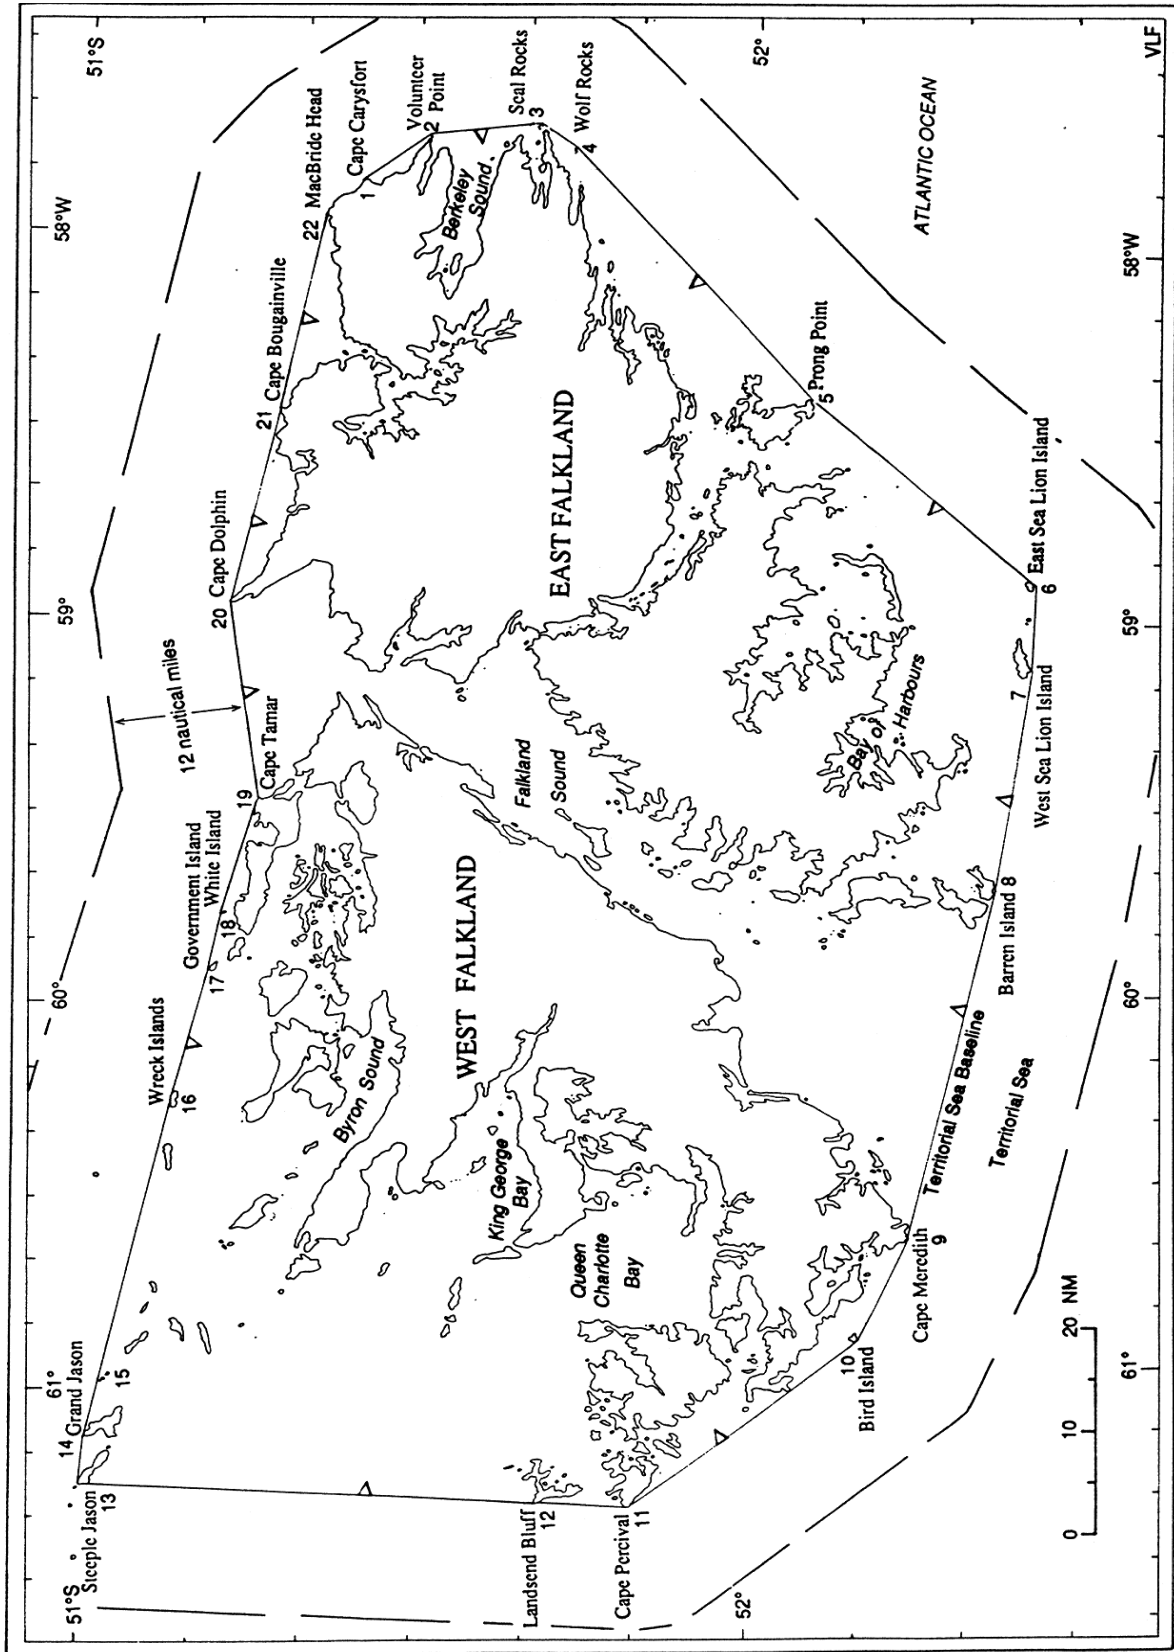 51°S
61°
60°
59°
58°W
51°S
13
Steeple Jason
14 Grand Jason
15
Wreck Islands
16
Government Island
17
White Island
18
19
Cape Tamar
12 nautical miles
20
Cape Dolphin
21
Cape Bougainville
22
MacBride Head
1
Cape Carysfort
Volunteer
Point
2
Seal Rocks
3
Wolf Rocks
4
Berkeley
Sound
Byron Sound
WEST FALKLAND
EAST FALKLAND
King George
Bay
Queen
Charlotte
Bay
Falkland
Sound
Landsend Bluff
12
Cape Percival
11
52°
52°
Bay of
Harbours
5
Prong Point
ATLANTIC OCEAN
10
Bird Island
9
Cape Meredith
Territorial Sea Baseline
Territorial Sea
Barren Island 8
7
West Sea Lion Island
6
East Sea Lion Island
0
10
20 NM
61°
60°
59°
58°W
VLF